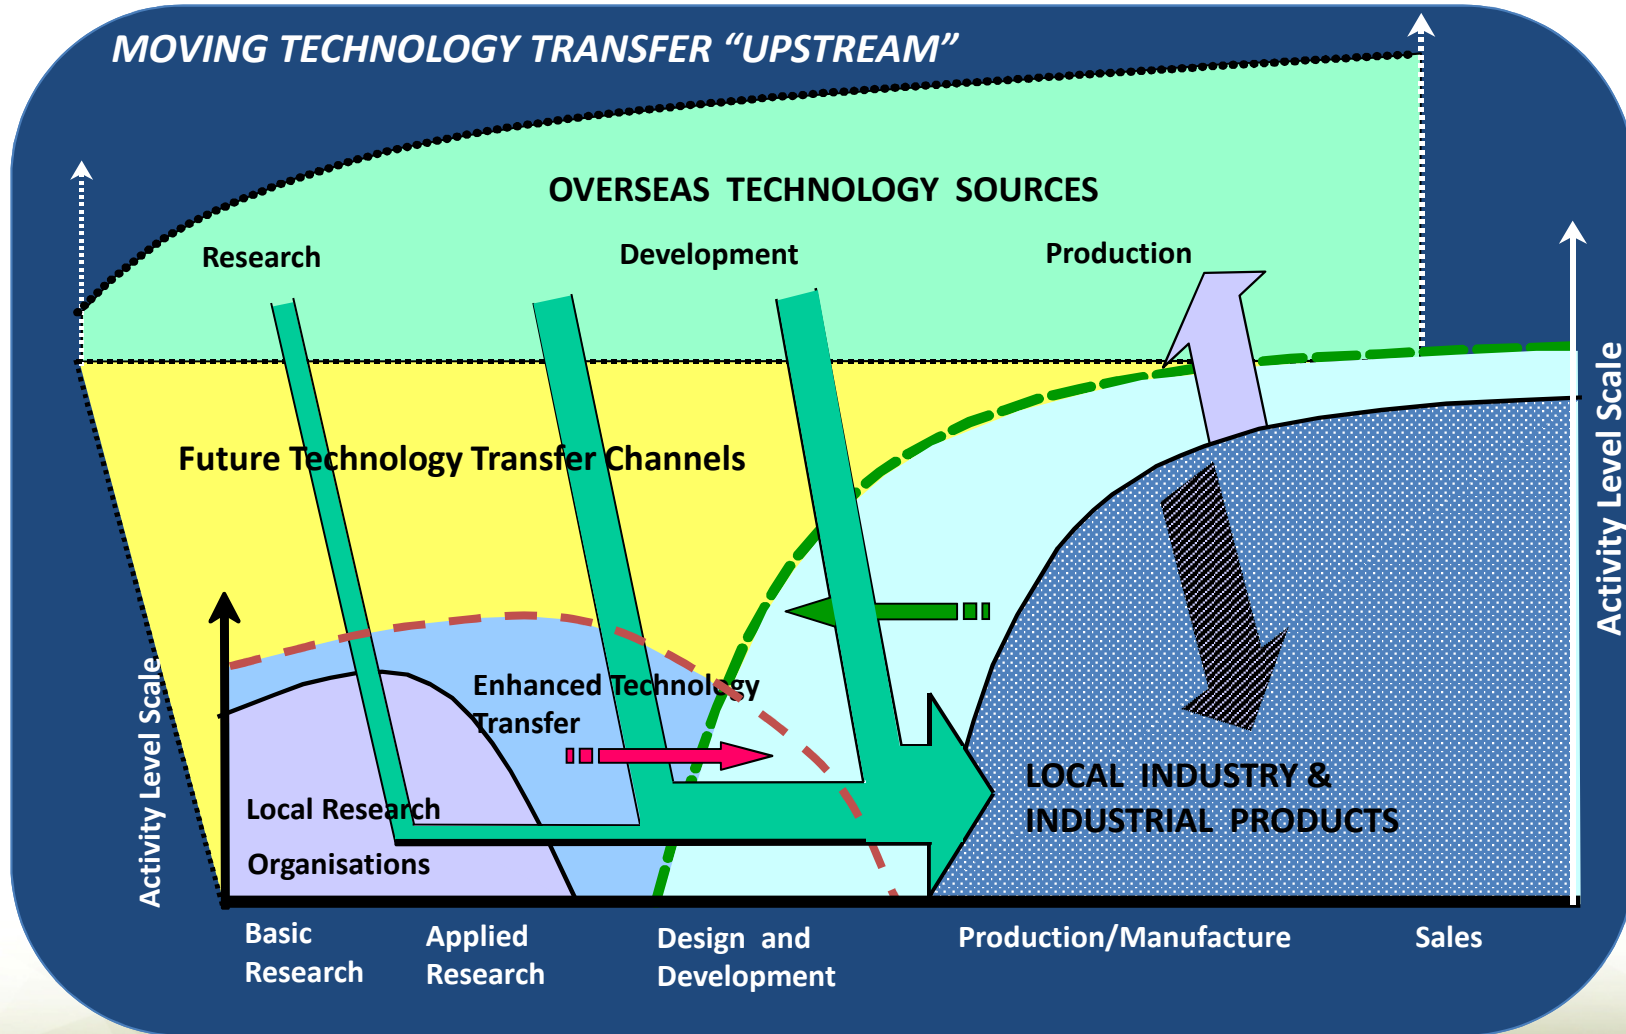 MOVING TECHNOLOGY TRANSFER “UPSTREAM”
OVERSEAS TECHNOLOGY SOURCES
Research
Development
Production
Future Technology Transfer Channels
Activity Level Scale
Enhanced Technology
Transfer
Activity Level Scale
LOCAL INDUSTRY &
INDUSTRIAL PRODUCTS
Local Research
Organisations
Basic
Research
Applied
Research
Design and
Development
Production/Manufacture
Sales